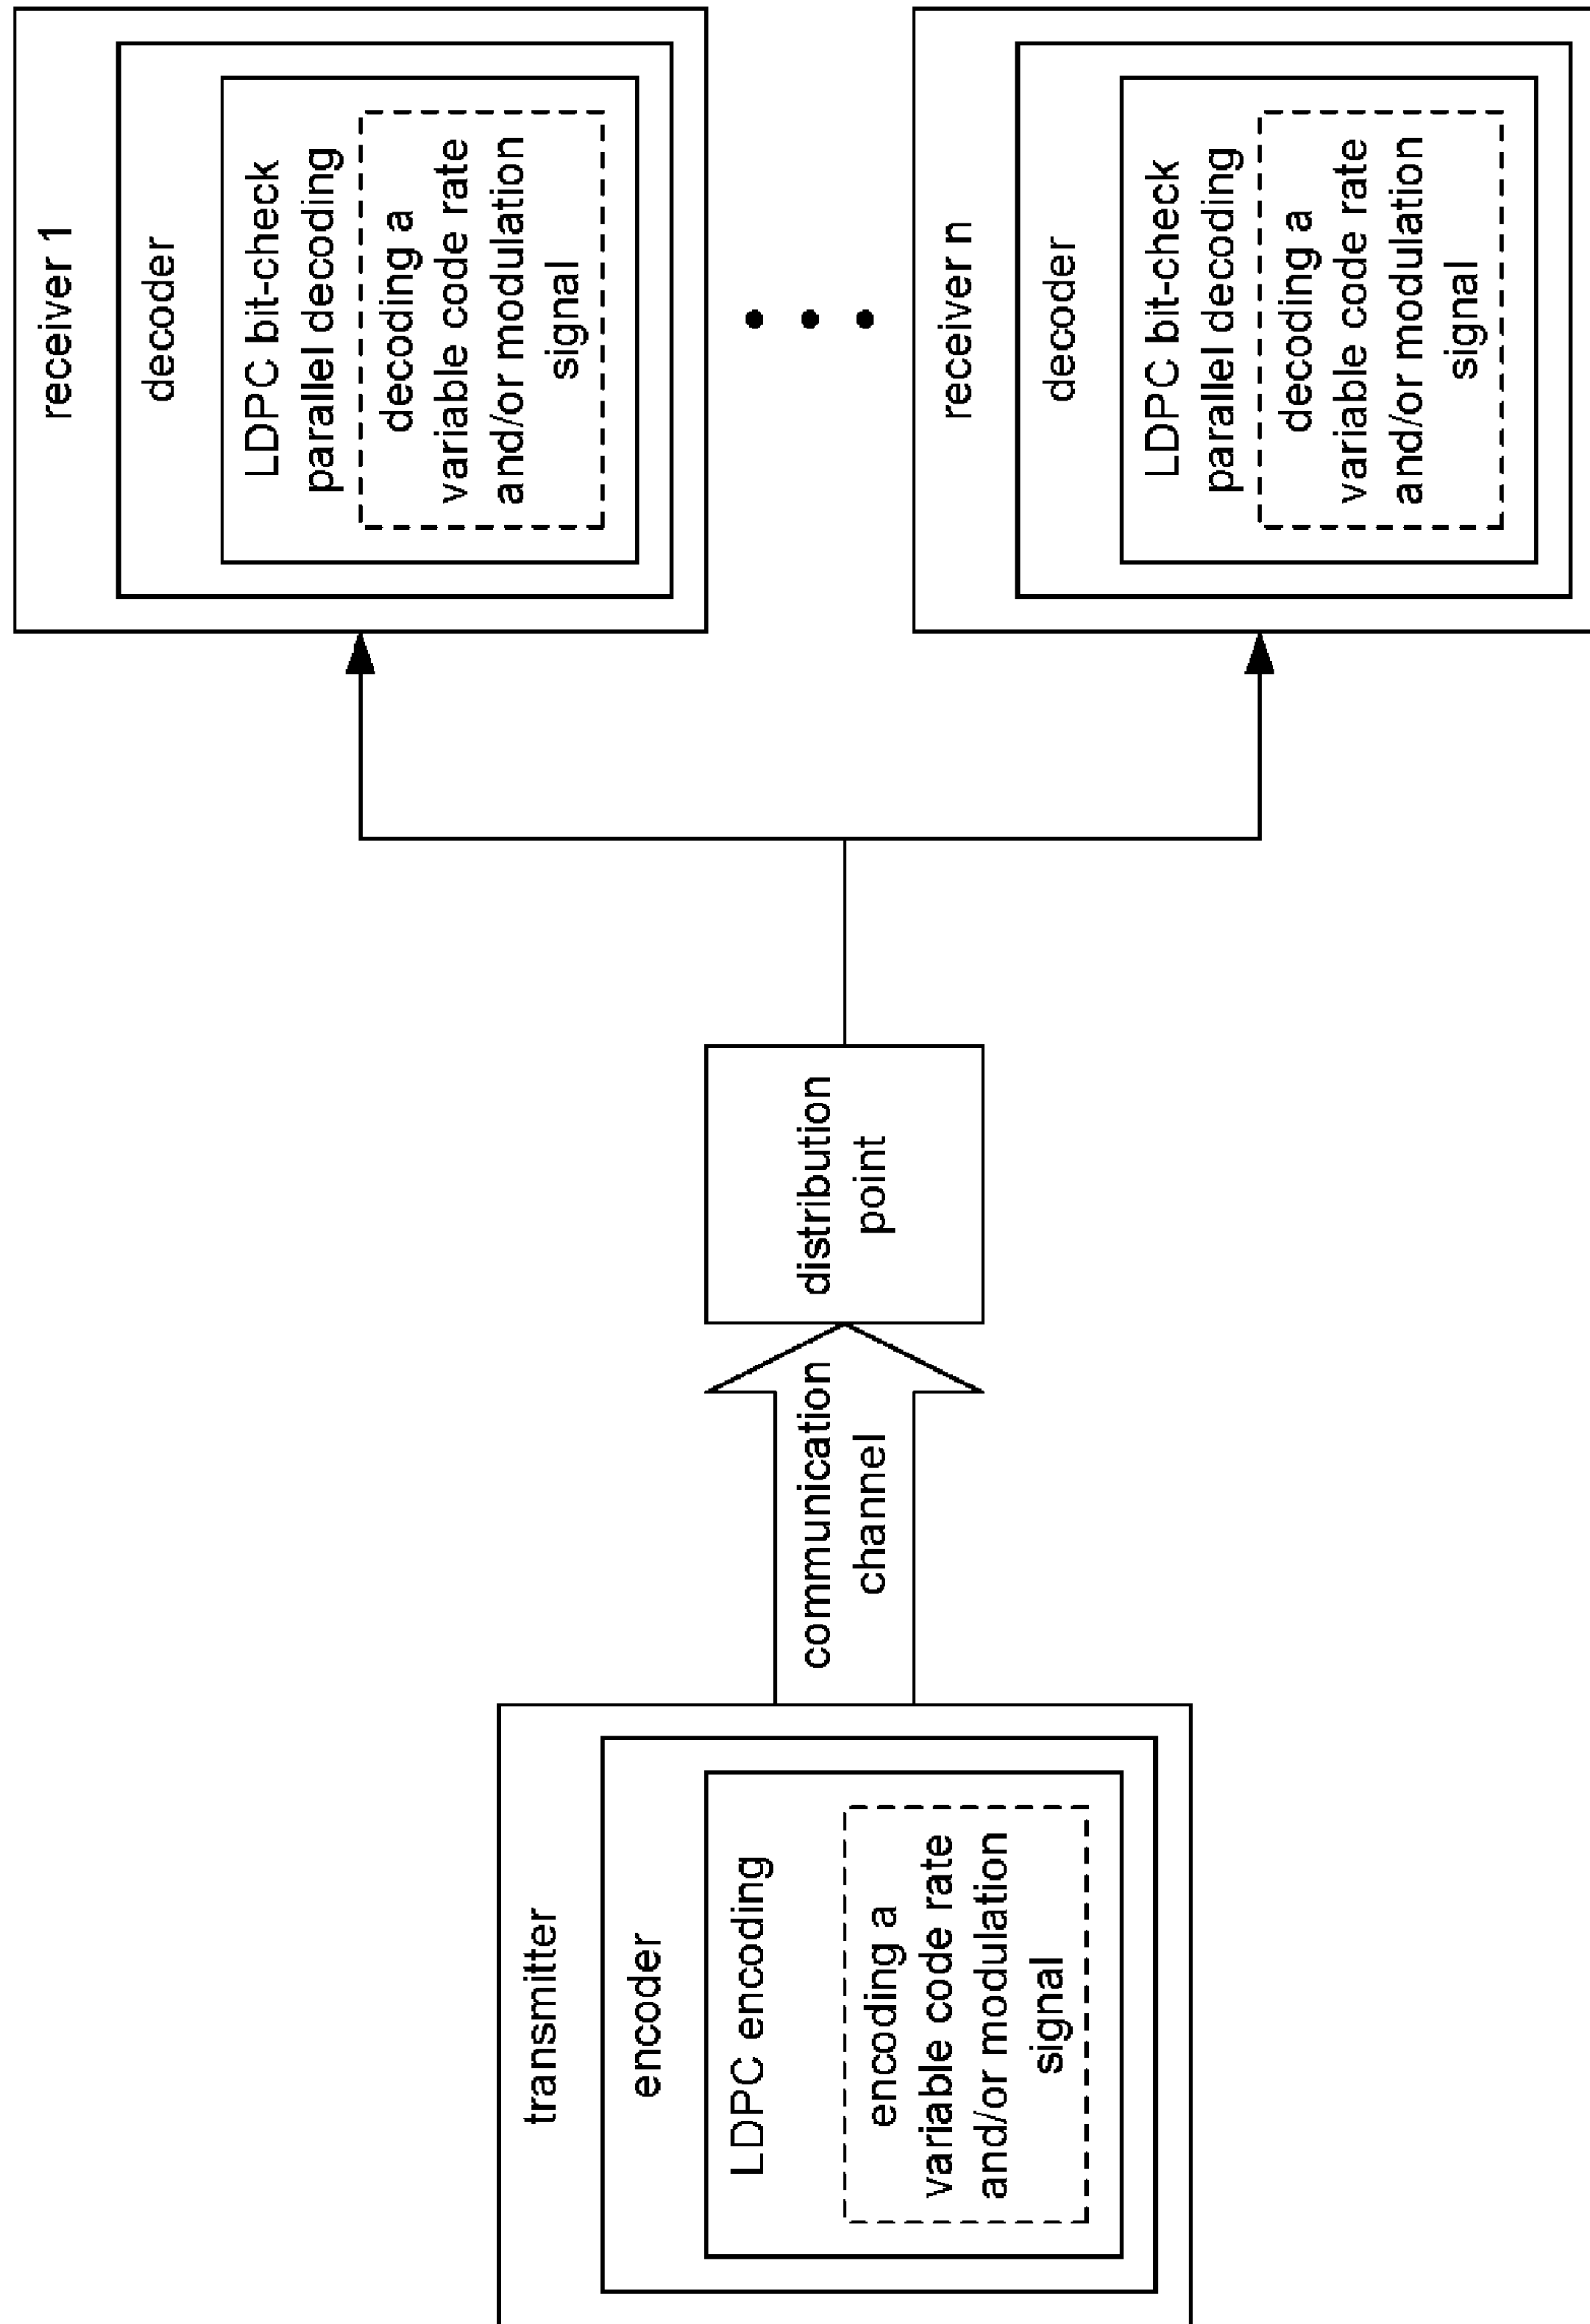 transmitter
encoder
LDPC encoding
encoding a
variable code rate
and/or modulation
signal
communication
channel
distribution
point
receiver 1
decoder
LDPC bit-check
parallel decoding
decoding a
variable code rate
and/or modulation
signal
receiver n
decoder
LDPC bit-check
parallel decoding
decoding a
variable code rate
and/or modulation
signal